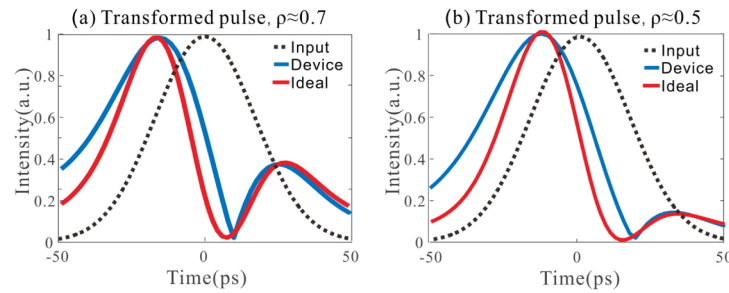 (a) Transformed pulse, ρ≈0.7
Intensity(a.u.)
1
0.8
0.6
0.4
0.2
0
-50
0
50
Time(ps)
Input
Device
Ideal
(b) Transformed pulse, ρ≈0.5
Intensity(a.u.)
1
0.8
0.6
0.4
0.2
0
-50
0
50
Time(ps)
Input
Device
Ideal